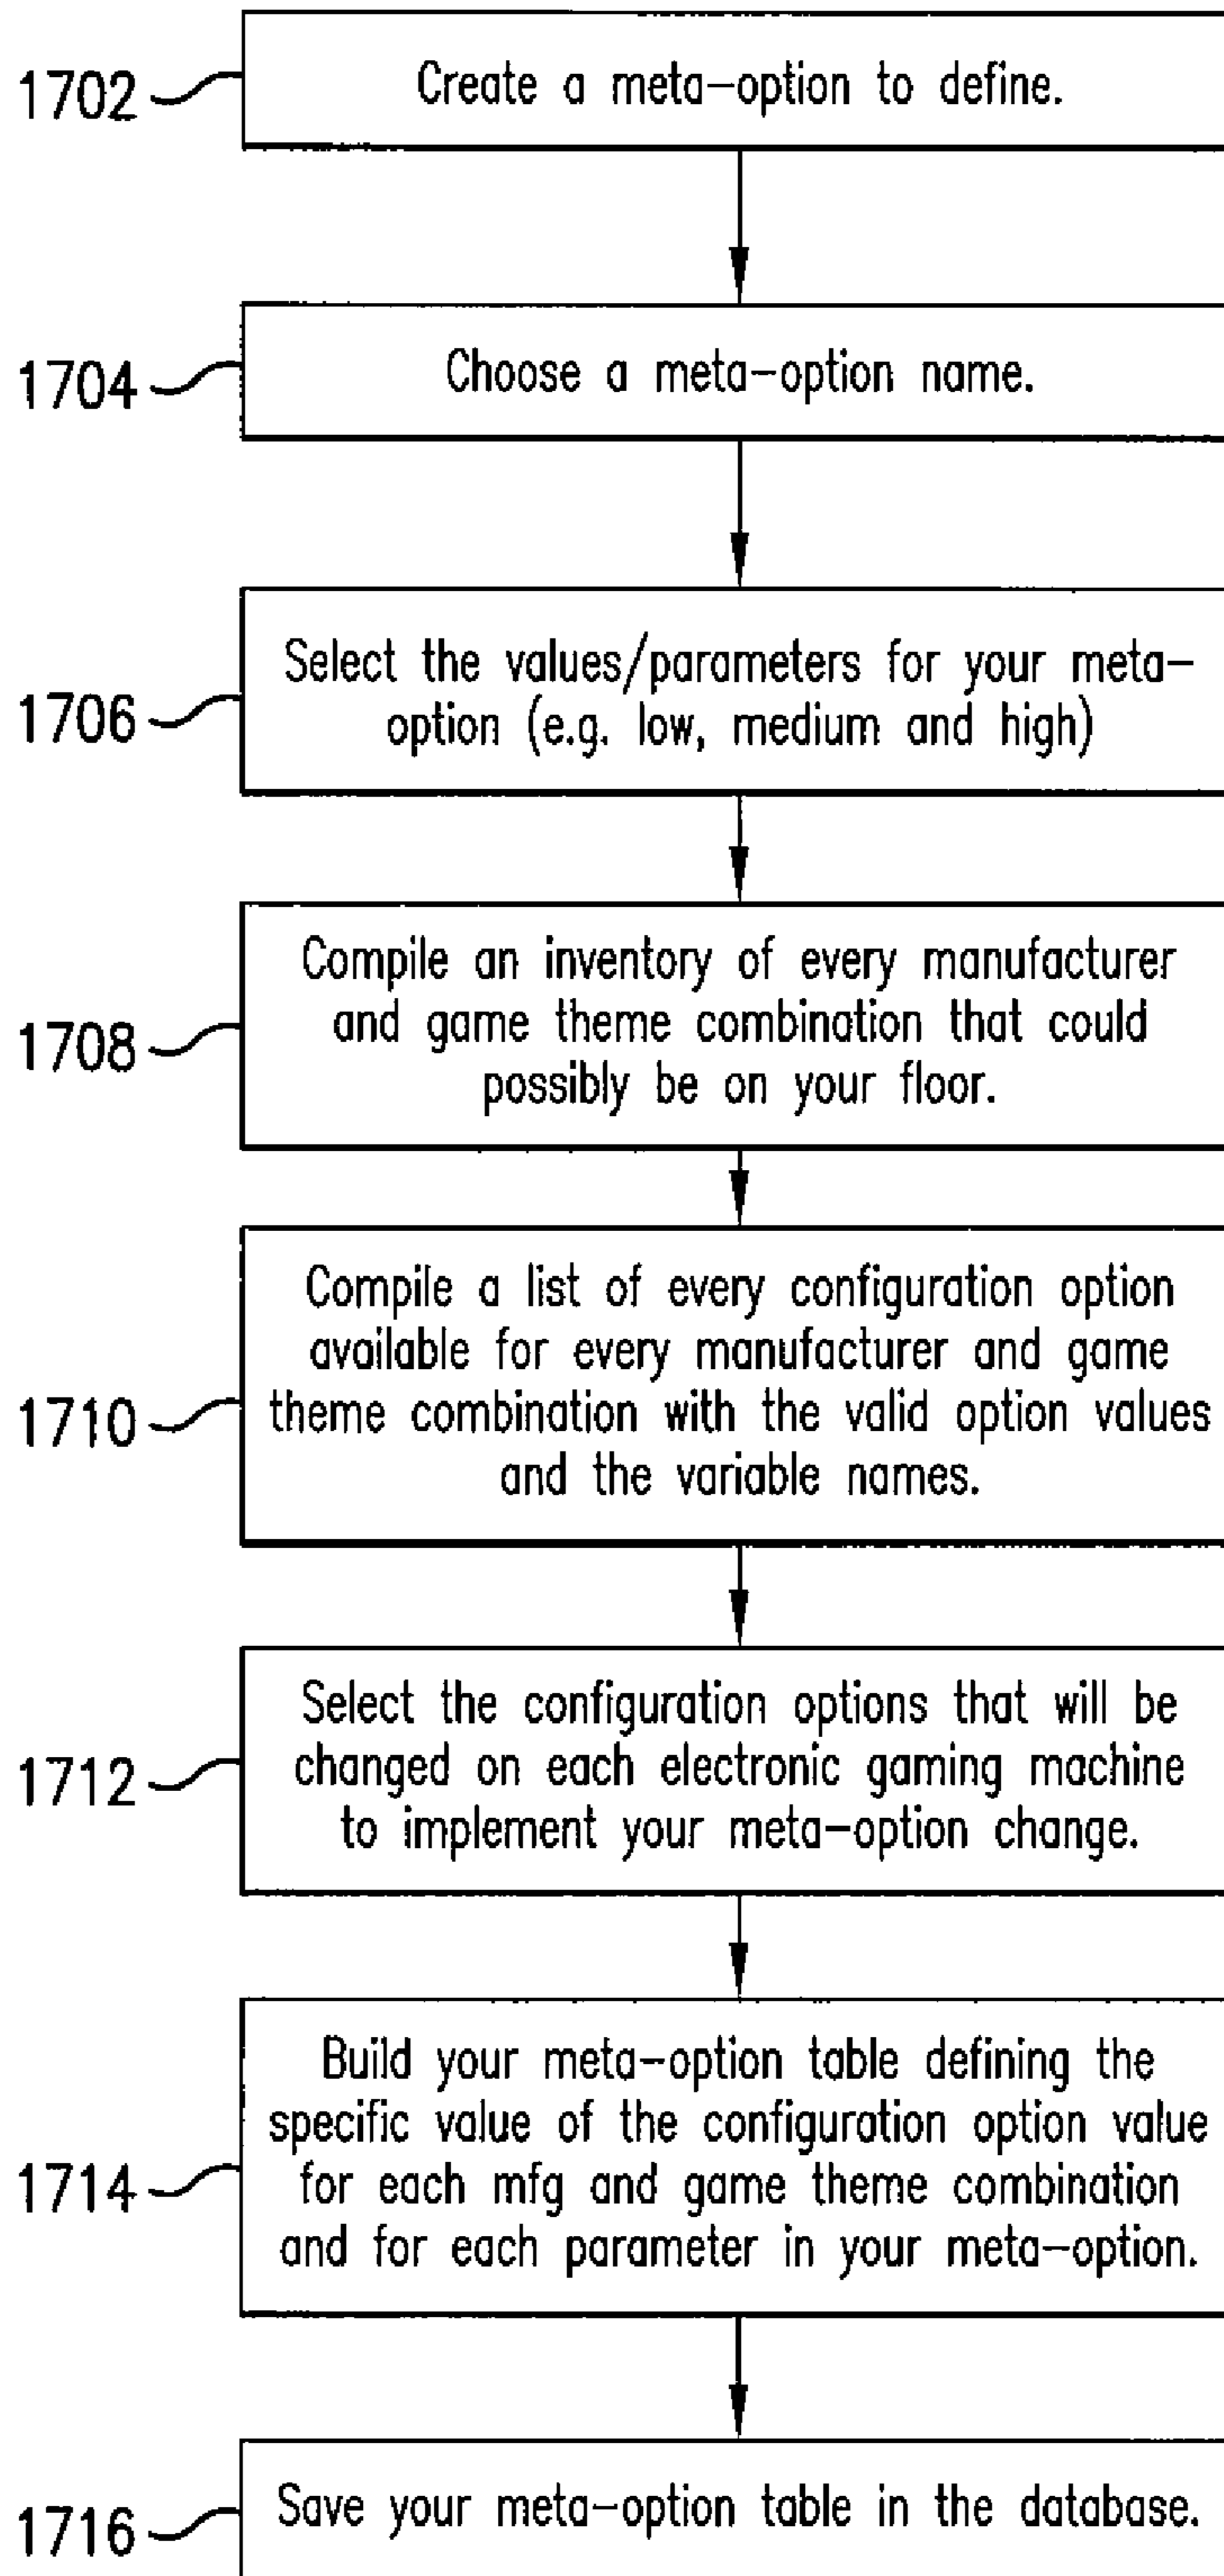 1702
Create a meta-option to define.
1704
Choose a meta-option name.
1706
Select the values/parameters for your meta-
option (e.g. low, medium and high)
1708
Compile an inventory of every manufacturer
and game theme combination that could
possibly be on your floor.
1710
Compile a list of every configuration option
available for every manufacturer and game
theme combination with the valid option values
and the variable names.
1712
Select the configuration options that will be
changed on each electronic gaming machine
to implement your meta-option change.
1714
Build your meta-option table defining the
specific value of the configuration option value
for each mfg and game theme combination
and for each parameter in your meta-option.
1716
Save your meta-option table in the database.